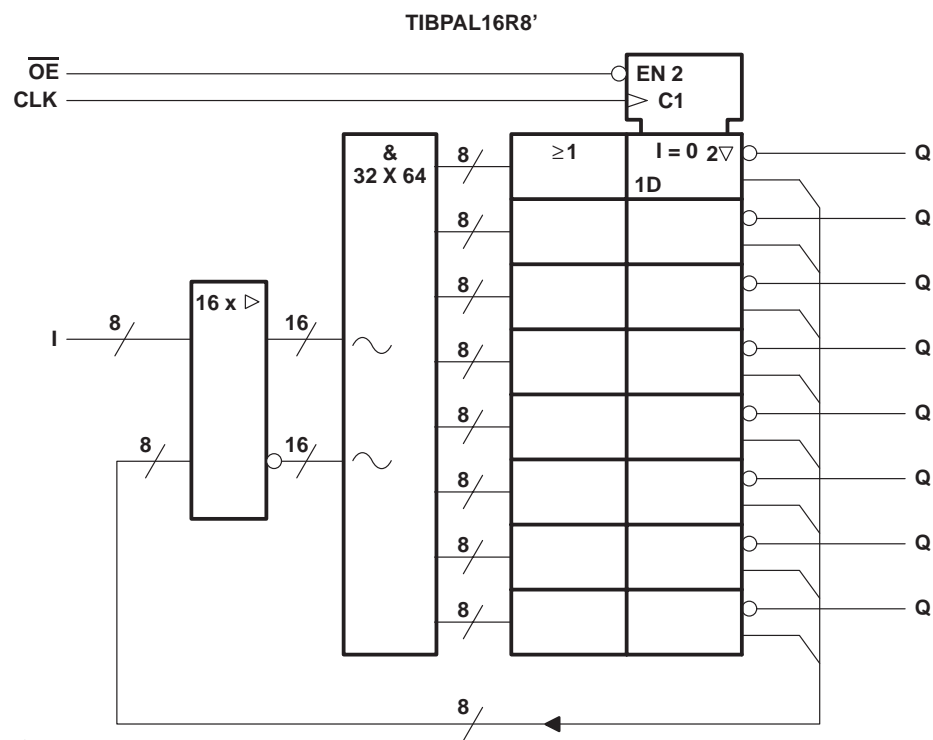 TIBPAL16R8’
OE
EN 2
CLK
C1
&
32 X 64
8
≥1
I = 0 2▽
Q
1D
8
Q
8
Q
16 x ▷
I
8
16
8
Q
8
16
8
Q
8
Q
8
Q
8
Q
8